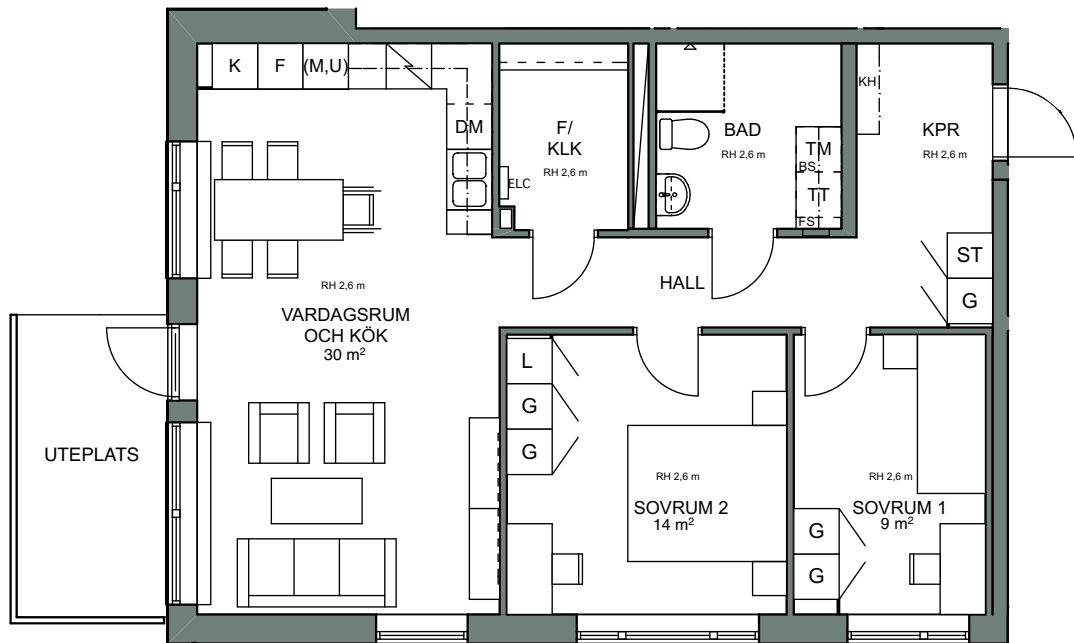 K
F
(M,U)
DM
F/
KLK
RH 2,6 m
ELC
BAD
RH 2,6 m
TM
BS
TT
FS
KH
KPR
RH 2,6 m
HALL
ST
G
RH 2,6 m
VARDAGSRUM
OCH KÖK
30 m²
UTEPLATS
L
G
G
RH 2,6 m
SOVRUM 2
14 m²
RH 2,6 m
SOVRUM 1
9 m²
G
G